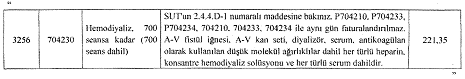 "
SUT'un 2.4.4.D-1 numaralı maddesine bakınız. P704210, P704233,
P704234, 704210, 704233, 704234 ile aynı gün faturalandırılmaz.
A-V fistül iğnesi. A-V kan seti, diyalizör, serum, antikoagülan
olarak kullanılan düşük molekül ağırlıklılar dahil her türlü heparin,
konsantre hemodiyaliz solüsyonu ve her türlü serum dahildir.
3256
704230
Hemodiyaliz, 700
seansa kadar (700
seans dahil)
221,35
"